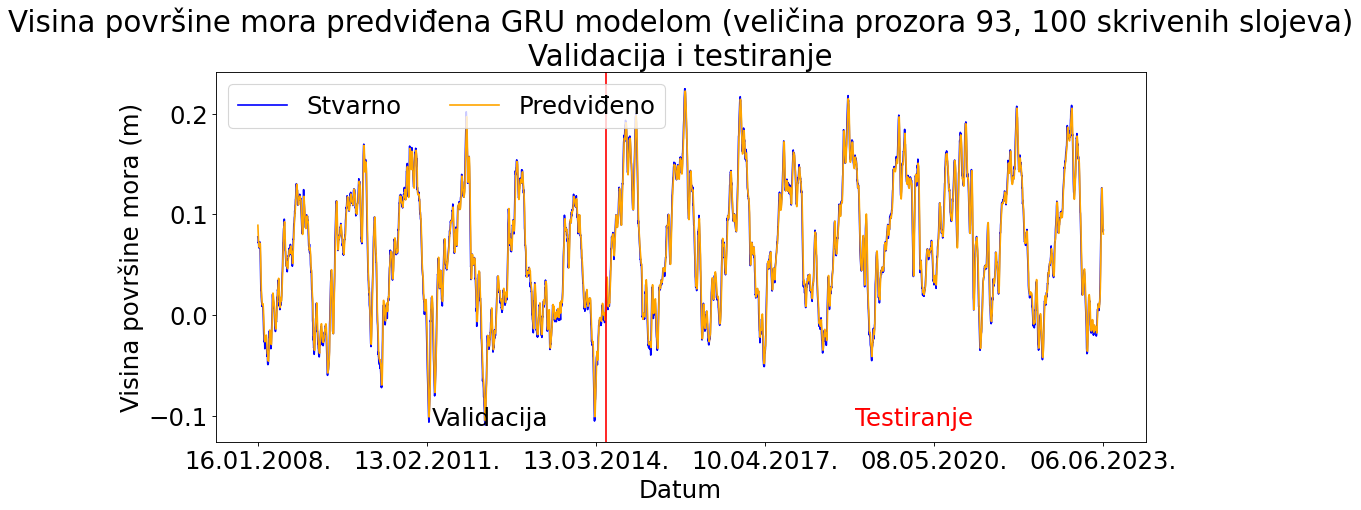 Visina površine mora predviđena GRU modelom (veličina prozora 93, 100 skrivenih slojeva)
Validacija i testiranje
Stvarno
Predviđeno
Visina površine mora (m)
0.2
0.1
0.0
−0.1
Validacija
Testiranje
16.01.2008.
13.02.2011.
13.03.2014.
10.04.2017.
08.05.2020.
06.06.2023.
Datum